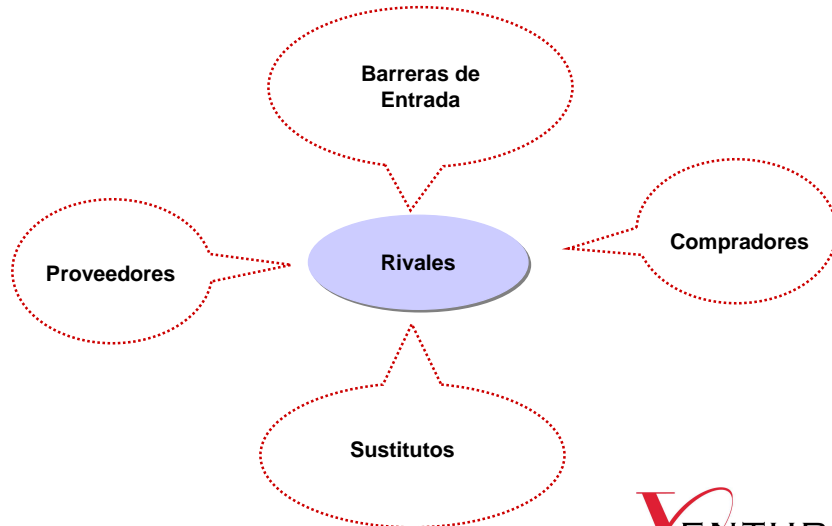 Barreras de
Entrada
Compradores
Rivales
Proveedores
Sustitutos